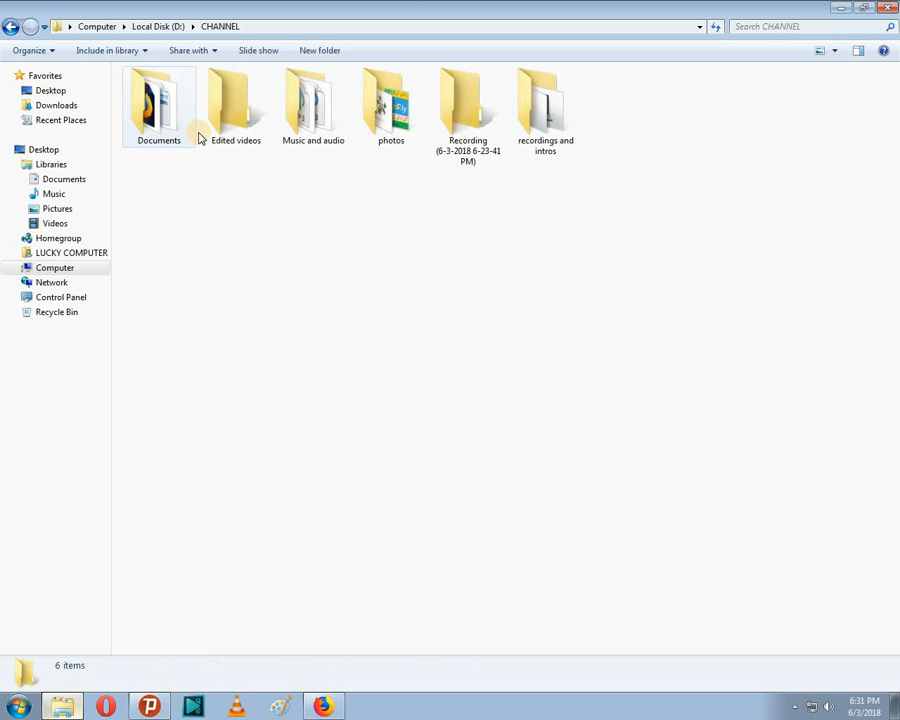 Computer Local Disk (D:) CHANNEL
Search CHANNEL
Organize Include in library Share with Slide show New folder
Favorites
Desktop
Downloads
Recent Places
Desktop
Libraries
Documents
Music
Pictures
Videos
Homegroup
LUCKY COMPUTER
Computer
Network
Control Panel
Recycle Bin
Documents
Edited videos
Music and audio
photos
Recording
(6-3-2018 6-23-41
PM)
recordings and
intros
6 items
6:31 PM
6/3/2018